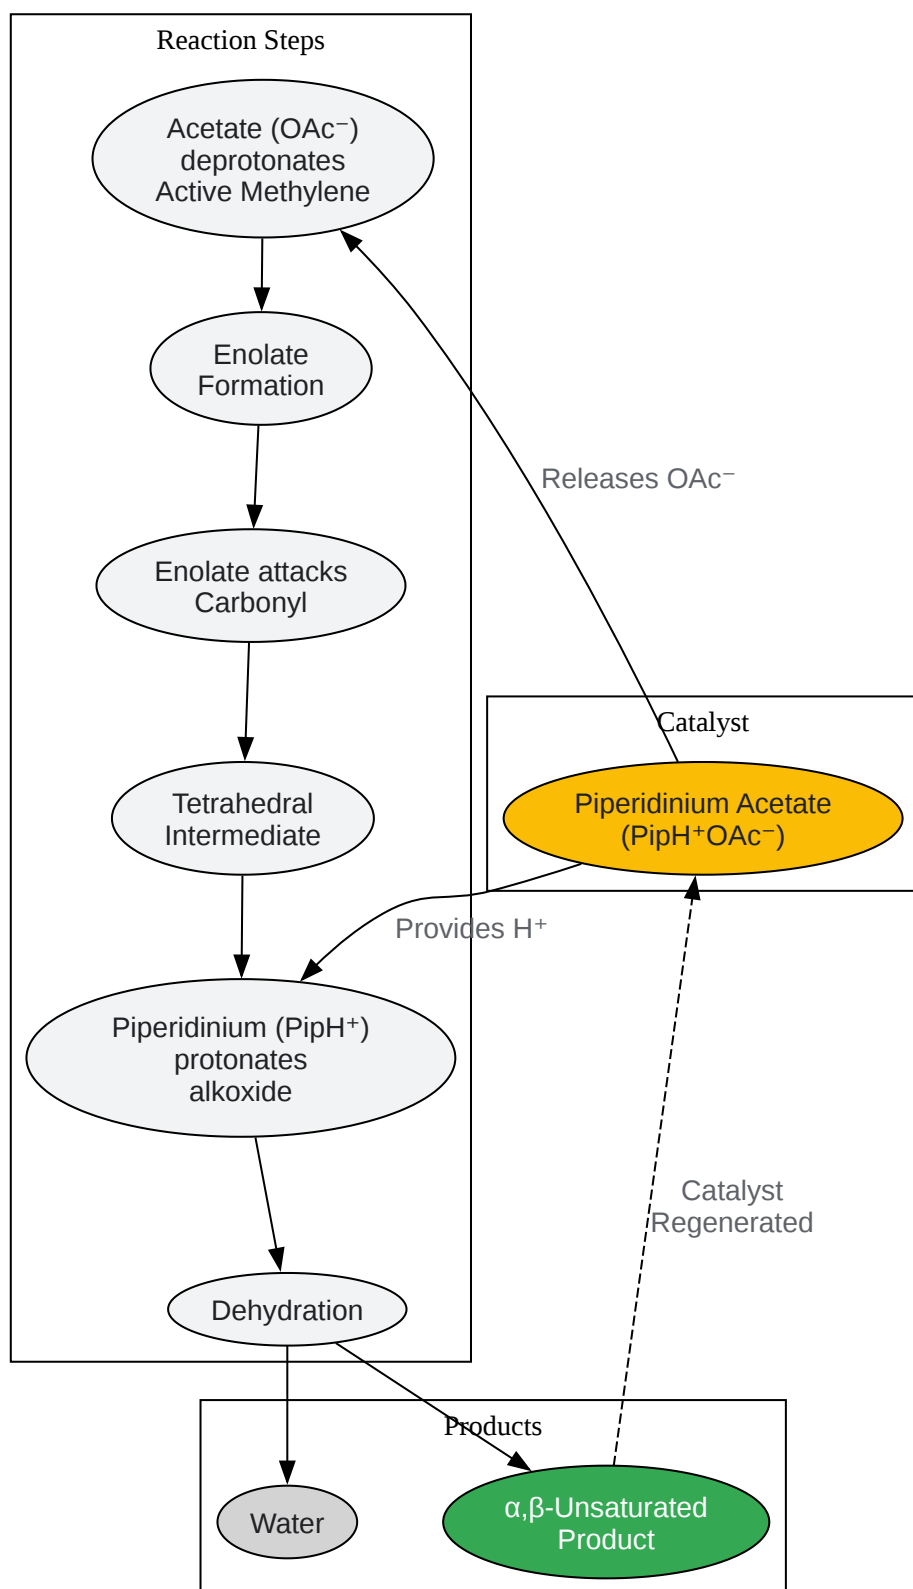 Reaction Steps
Acetate (OAc⁻)
deprotonates
Active Methylene
Enolate
Formation
Releases OAc⁻
Enolate attacks
Carbonyl
Catalyst
Tetrahedral
Intermediate
Piperidinium Acetate
(PipH⁺OAc⁻)
Provides H⁺
Piperidinium (PipH⁺)
protonates
alkoxide
Catalyst
Regenerated
Dehydration
Products
Water
α,β-Unsaturated
Product